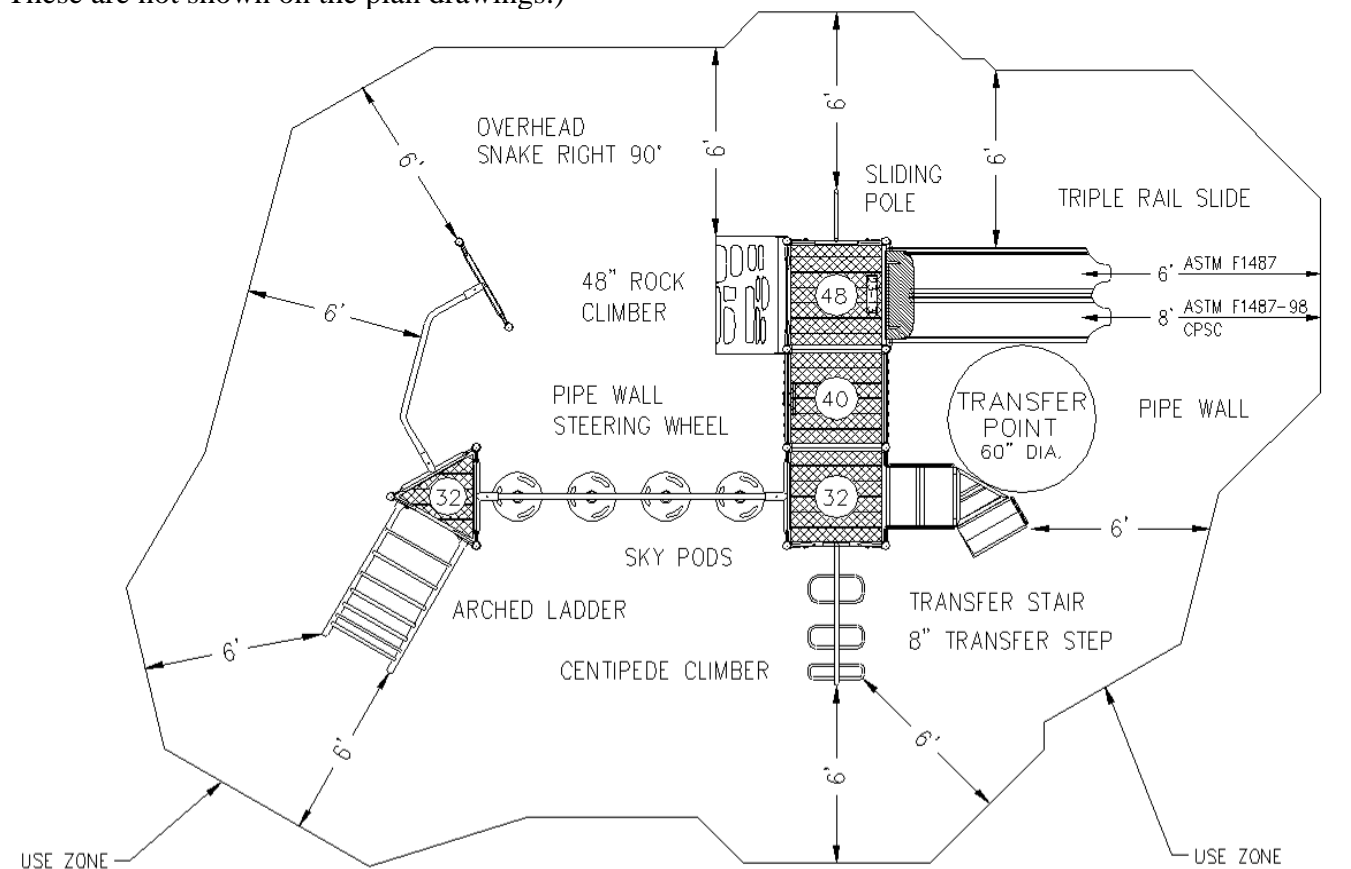 These are not shown on the plan drawings.)
6'
OVERHEAD
SNAKE RIGHT 90°
6'
6'
6'
SLIDING
POLE
TRIPLE RAIL SLIDE
48" ROCK
CLIMBER
48
6' ASTM F1487
8' ASTM F1487-98
CPSC
6'
PIPE WALL
STEERING WHEEL
40
TRANSFER
POINT
60" DIA.
PIPE WALL
32
32
6'
SKY PODS
ARCHED LADDER
TRANSFER STAIR
8" TRANSFER STEP
6'
CENTIPEDE CLIMBER
6'
6'
6'
USE ZONE
USE ZONE